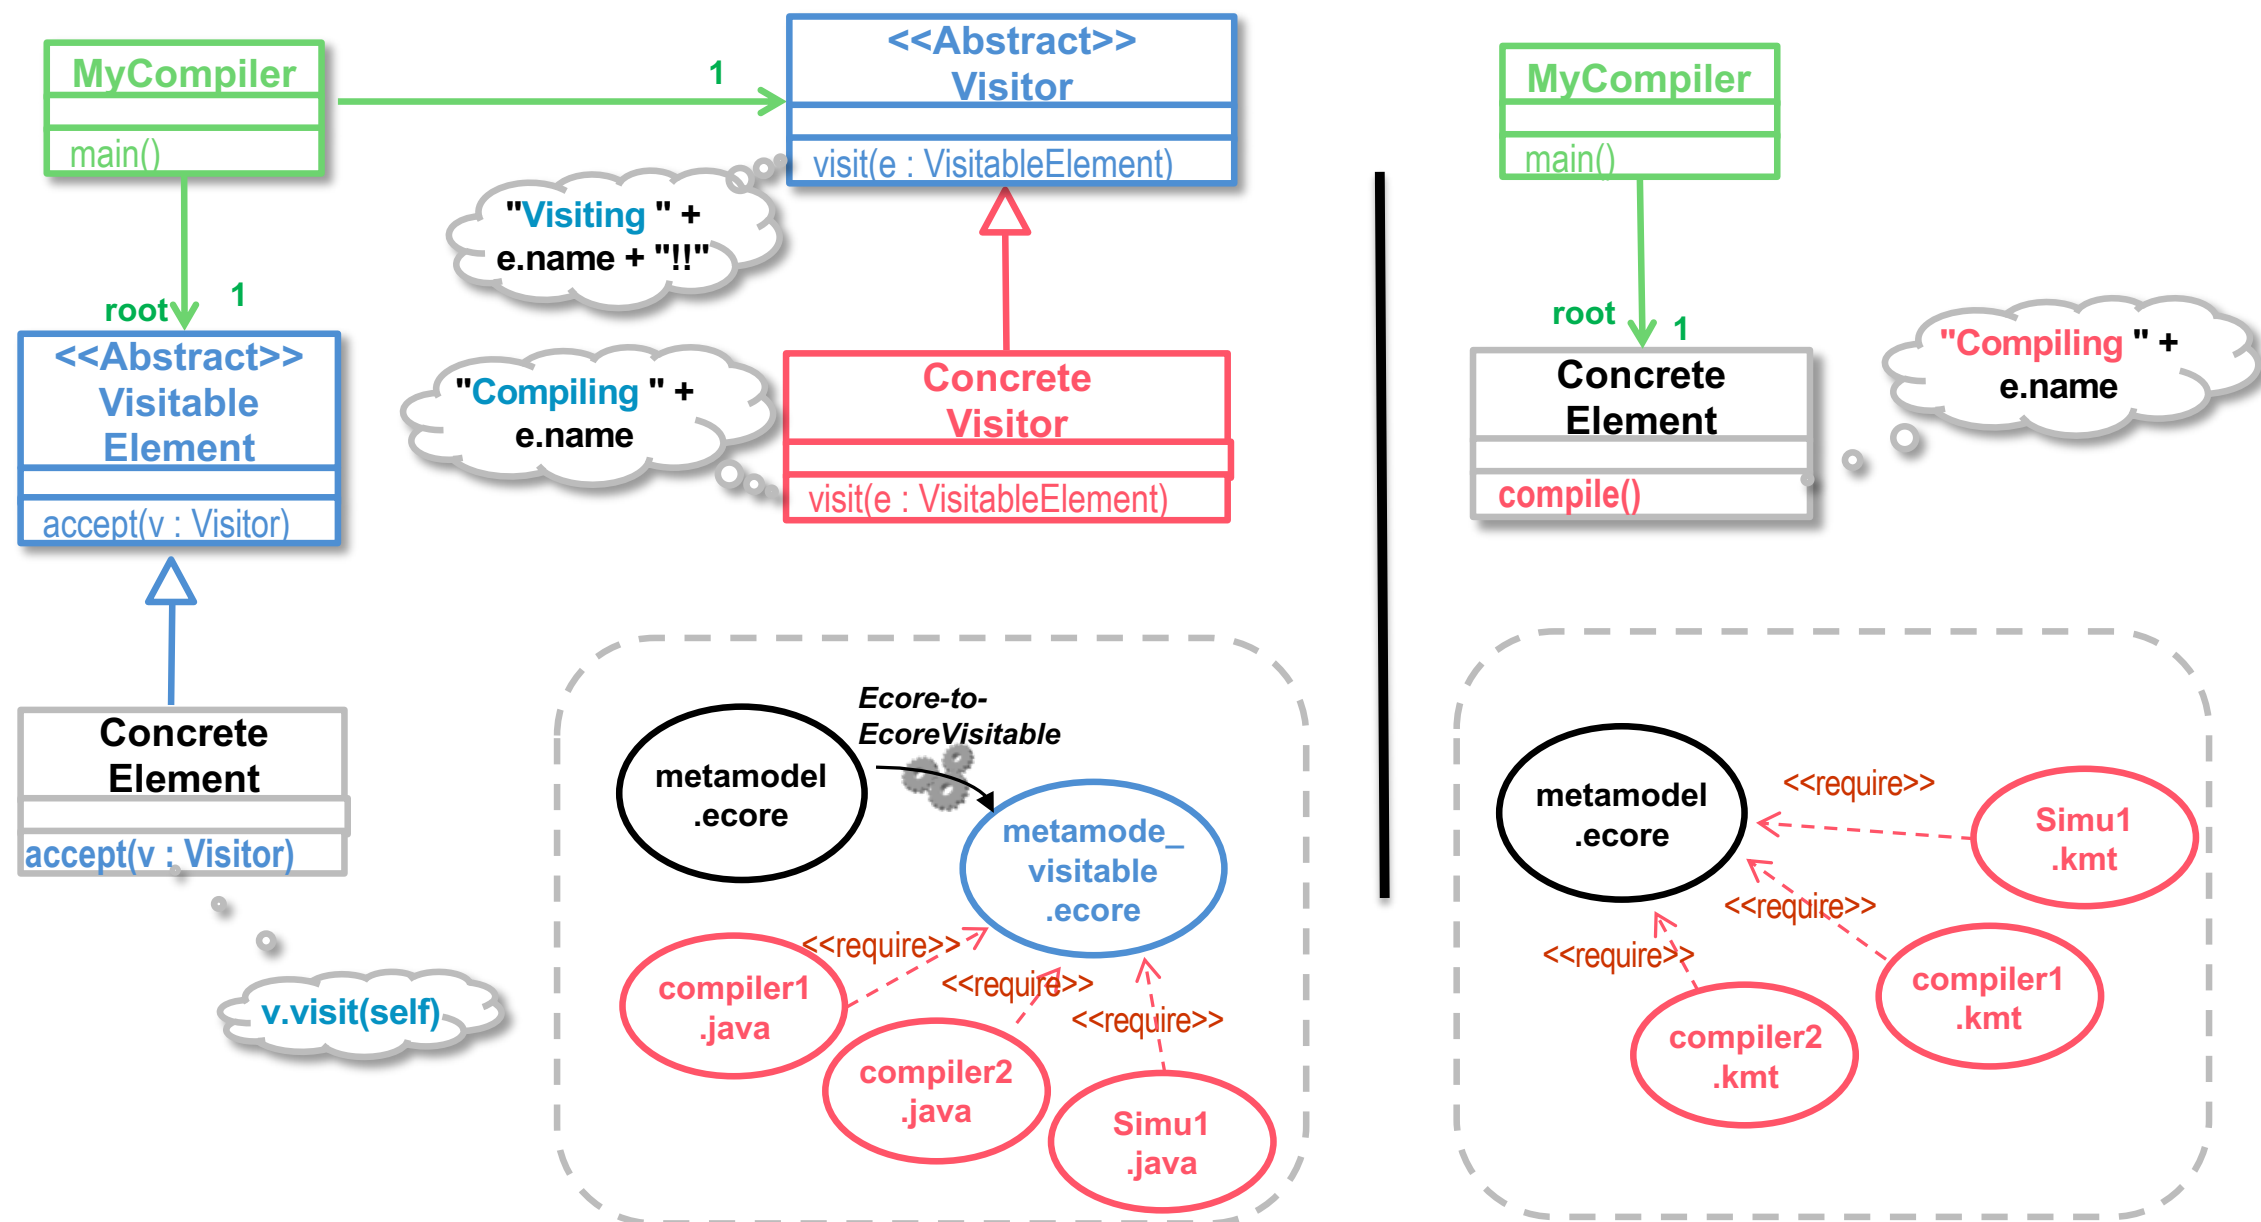 MyCompiler
main()
1
<<Abstract>>
Visitor
visit(e : VisitableElement)
"Visiting " +
e.name + "!!"
root
1
<<Abstract>>
Visitable
Element
accept(v : Visitor)
"Compiling " +
e.name
Concrete
Visitor
visit(e : VisitableElement)
Concrete
Element
accept(v : Visitor)
v.visit(self)
Ecore-to-
EcoreVisitable
metamodel
.ecore
metamode_
visitable
.ecore
<<require>>
<<require>>
<<require>>
compiler1
.java
compiler2
.java
Simu1
.java
MyCompiler
main()
root
1
Concrete
Element
compile()
"Compiling " +
e.name
metamodel
.ecore
<<require>>
Simu1
.kmt
<<require>>
<<require>>
compiler1
.kmt
compiler2
.kmt